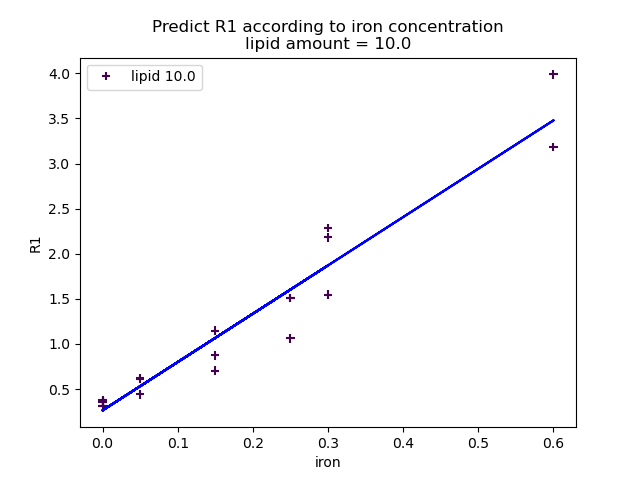 Predict R1 according to iron concentration
lipid amount = 10.0
lipid 10.0
R1
4.0
3.5
3.0
2.5
2.0
1.5
1.0
0.5
0.0 0.1 0.2 0.3 0.4 0.5 0.6
iron